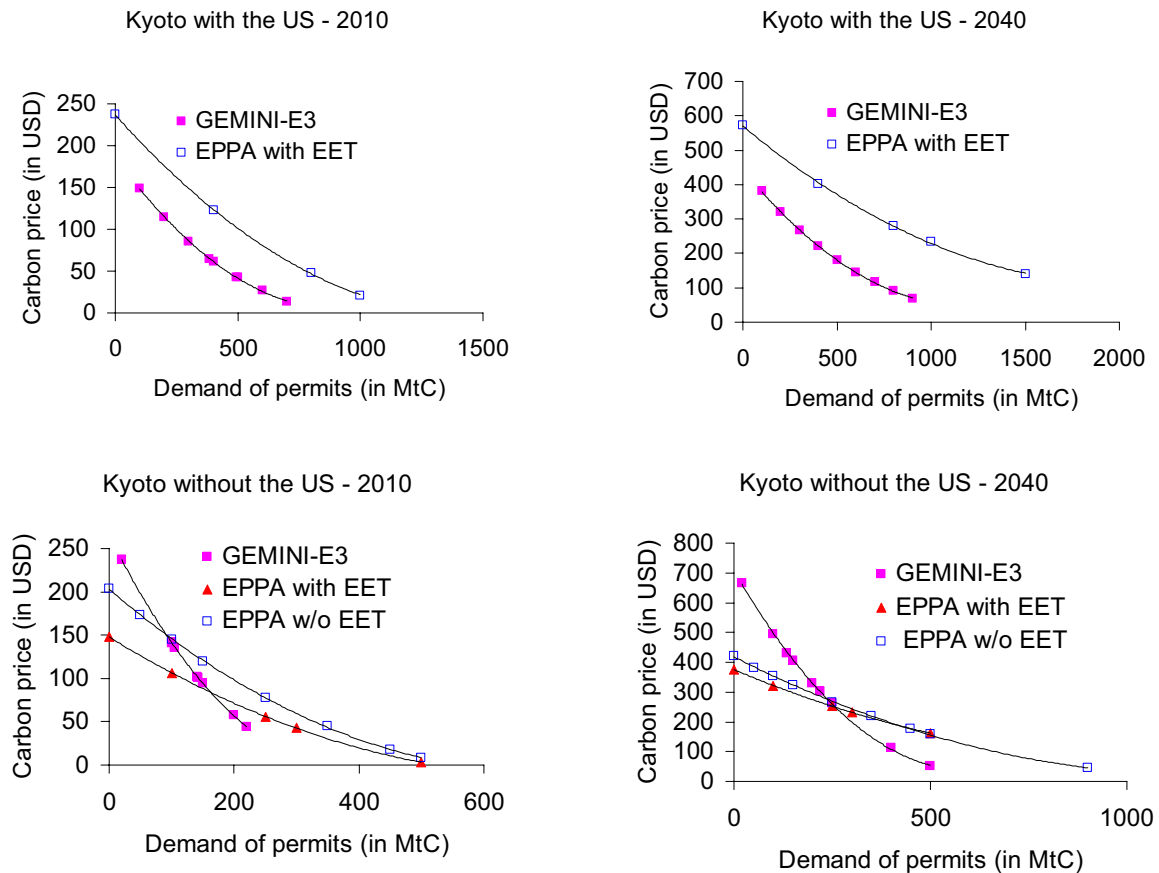 Kyoto with the US - 2010
Carbon price (in USD)
250
200
150
100
50
0
GEMINI-E3
EPPA with EET
0 500 1000 1500
Demand of permits (in MtC)
Kyoto with the US - 2040
Carbon price (in USD)
700
600
500
400
300
200
100
0
GEMINI-E3
EPPA with EET
0 500 1000 1500 2000
Demand of permits (in MtC)
Kyoto without the US - 2010
Carbon price (in USD)
250
200
150
100
50
0
GEMINI-E3
EPPA with EET
EPPA w/o EET
0 200 400 600
Demand of permits (in MtC)
Kyoto without the US - 2040
Carbon price (in USD)
800
700
600
500
400
300
200
100
0
GEMINI-E3
EPPA with EET
EPPA w/o EET
0 500 1000
Demand of permits (in MtC)